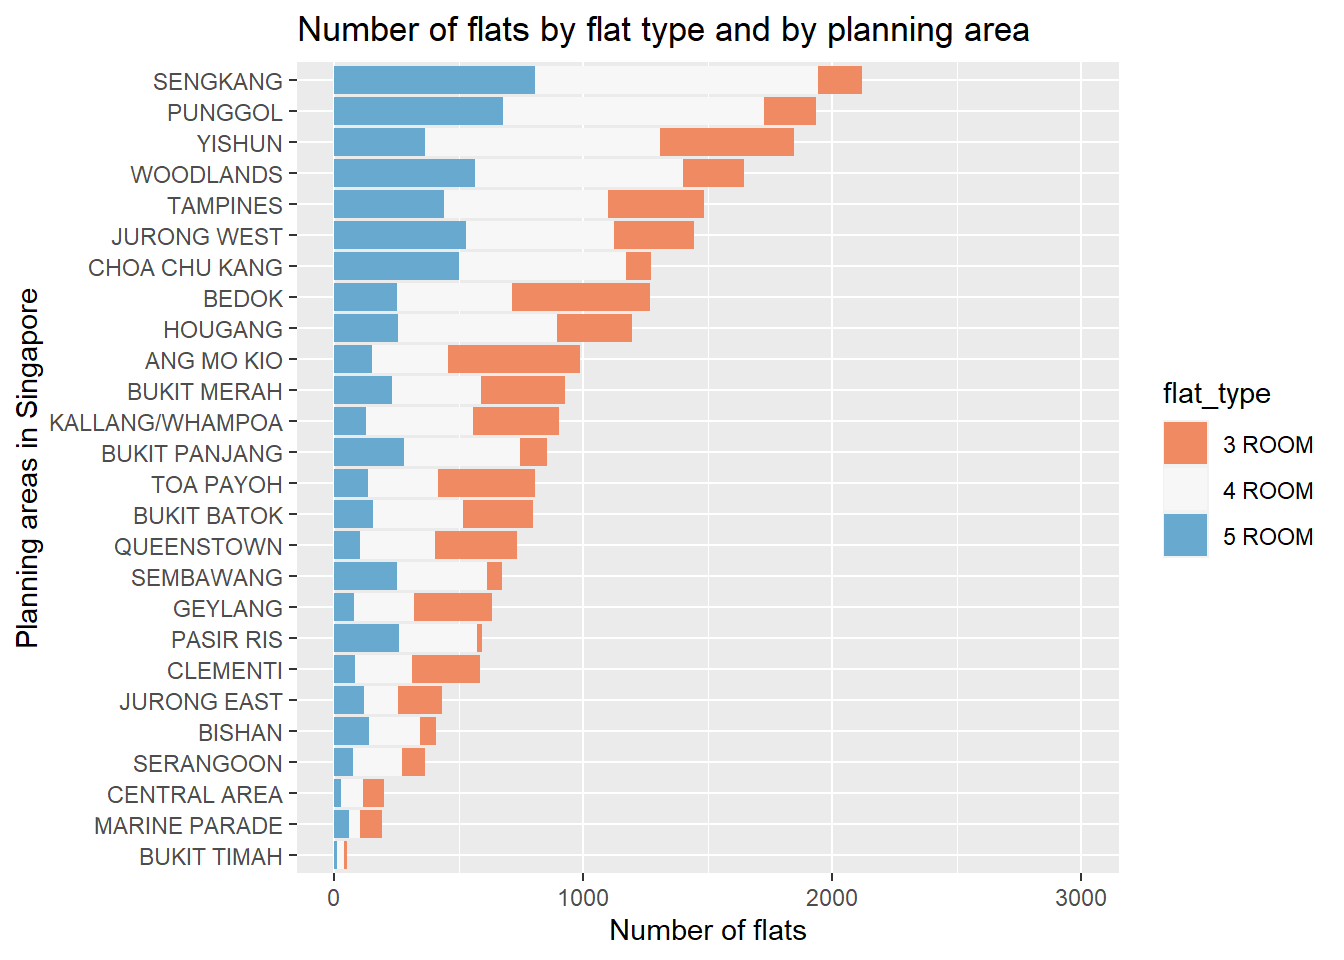 Number of flats by flat type and by planning area
Planning areas in Singapore
SENGKANG
PUNGGOL
YISHUN
WOODLANDS
TAMPINES
JURONG WEST
CHOA CHU KANG
BEDOK
HOUGANG
ANG MO KIO
BUKIT MERAH
KALLANG/WHAMPOA
BUKIT PANJANG
TOA PAYOH
BUKIT BATOK
QUEENSTOWN
SEMBAWANG
GEYLANG
PASIR RIS
CLEMENTI
JURONG EAST
BISHAN
SERANGOON
CENTRAL AREA
MARINE PARADE
BUKIT TIMAH
0 1000 2000 3000
Number of flats
flat_type
3 ROOM
4 ROOM
5 ROOM